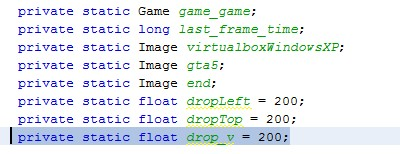 private static Game game_game;
private static long last_frame_time;
private static Image virtualboxWindowsXP;
private static Image gta5;
private static Image end;
private static float dropLeft = 200;
private static float dropTop = 200;
private static float drop_v = 200;